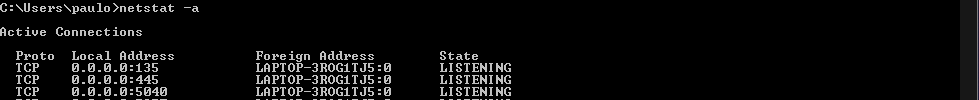 C:\Users\paulo>netstat -a
Active Connections
Proto Local Address Foreign Address State
TCP 0.0.0.0:135 LAPTOP-3ROG1TJ5:0 LISTENING
TCP 0.0.0.0:445 LAPTOP-3ROG1TJ5:0 LISTENING
TCP 0.0.0.0:5040 LAPTOP-3ROG1TJ5:0 LISTENING